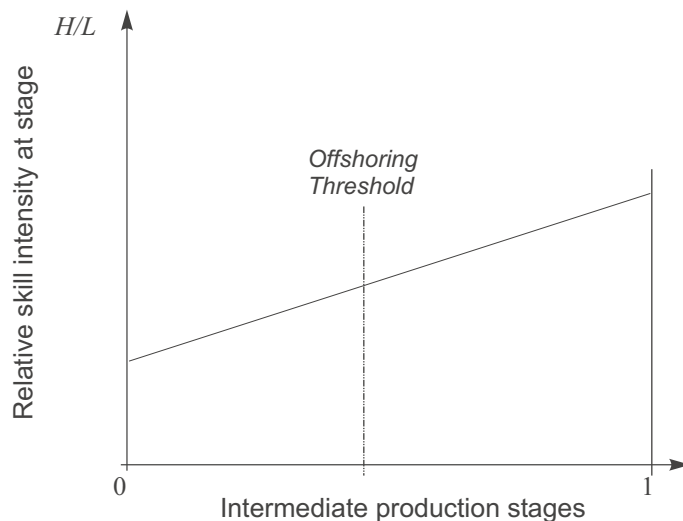 H/L
Relative skill intensity at stage
Offshoring
Threshold
0
1
Intermediate production stages